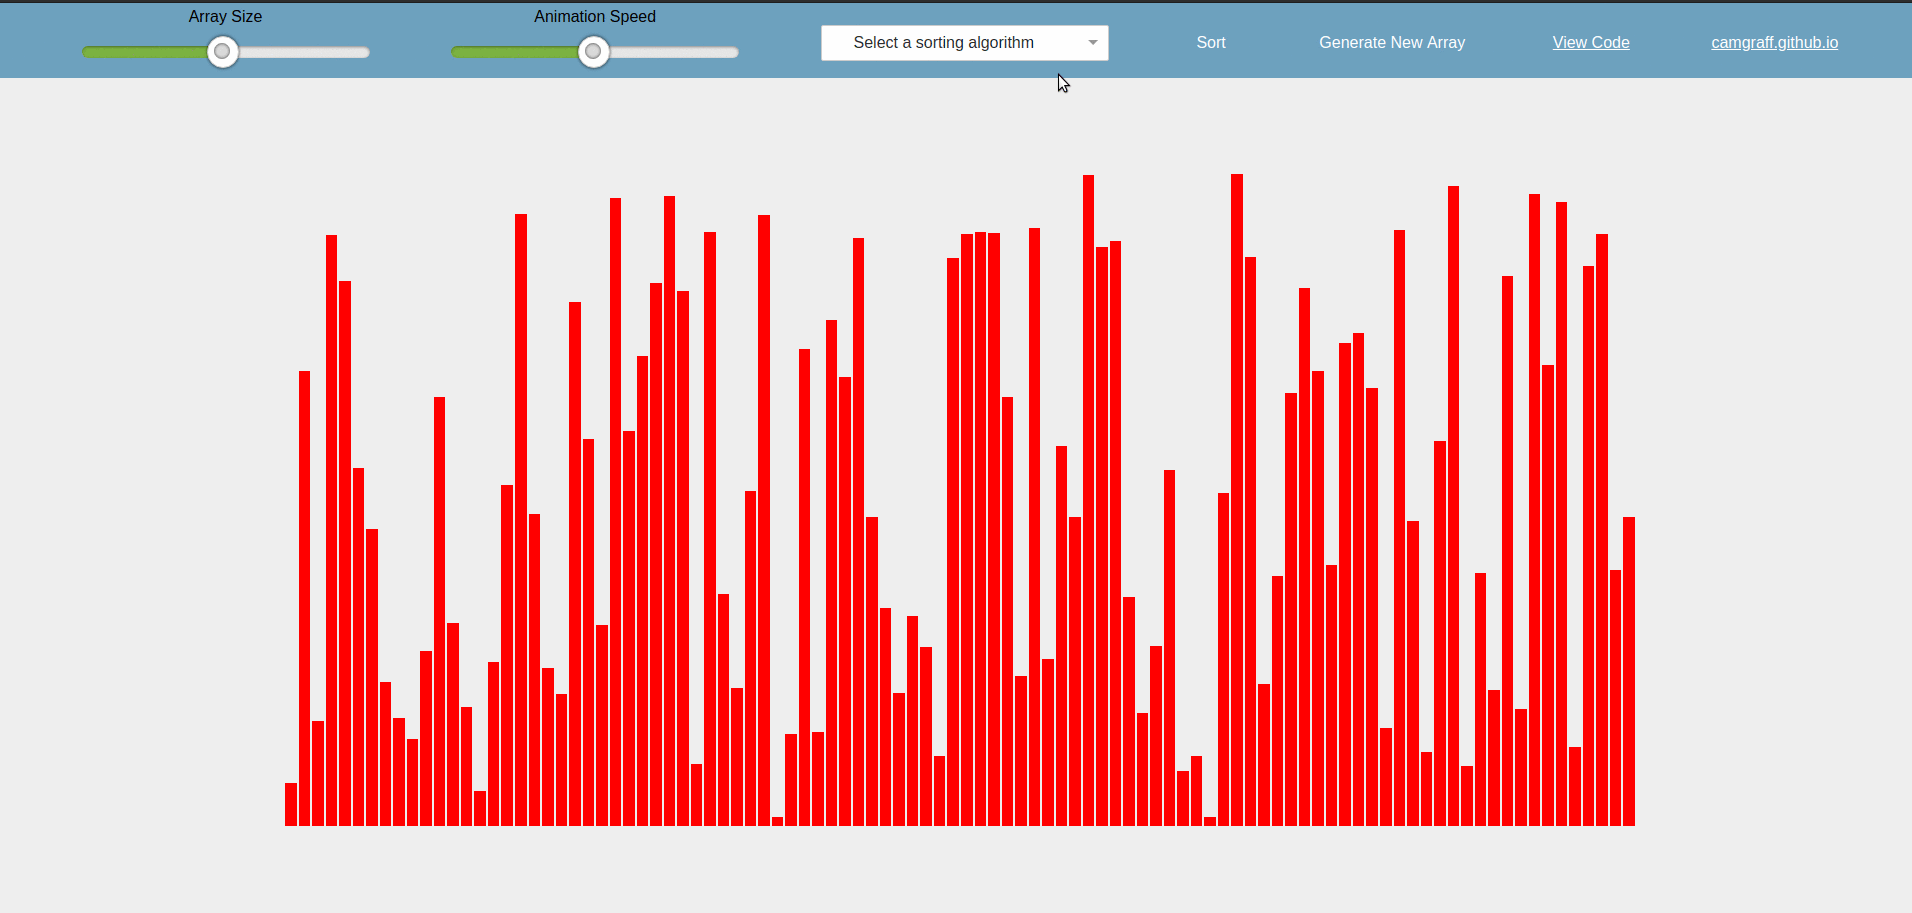 Array Size
Animation Speed
Select a sorting algorithm
Sort
Generate New Array
View Code
camgraff.github.io